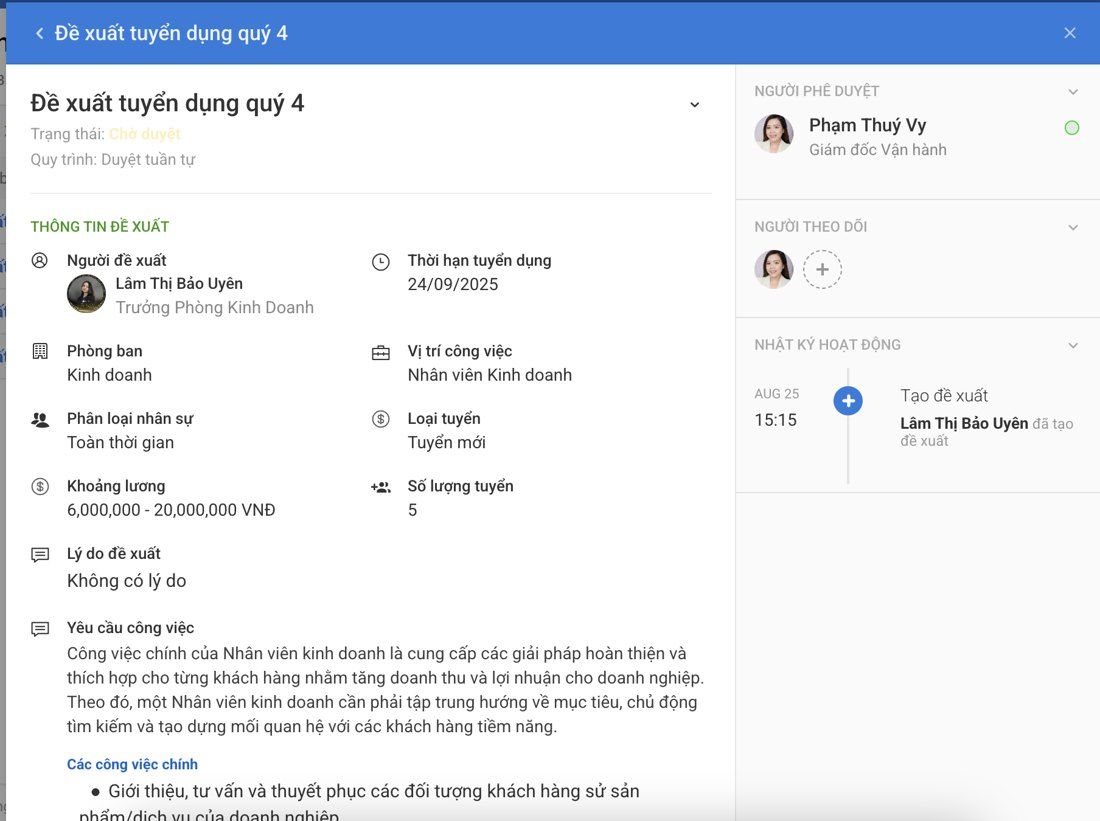 Đề xuất tuyển dụng quý 4
Đề xuất tuyển dụng quý 4
Trạng thái: Chờ duyệt
Quy trình: Duyệt tuần tự
THÔNG TIN ĐỀ XUẤT
Người đề xuất
Lâm Thị Bảo Uyên
Trưởng Phòng Kinh Doanh
Thời hạn tuyển dụng
24/09/2025
Phòng ban
Kinh doanh
Vị trí công việc
Nhân viên Kinh doanh
Phân loại nhân sự
Toàn thời gian
Loại tuyển
Tuyển mới
Khoảng lương
6,000,000 - 20,000,000 VNĐ
Số lượng tuyển
5
Lý do đề xuất
Không có lý do
Yêu cầu công việc
Công việc chính của Nhân viên kinh doanh là cung cấp các giải pháp hoàn thiện và
thích hợp cho từng khách hàng nhằm tăng doanh thu và lợi nhuận cho doanh nghiệp.
Theo đó, một Nhân viên kinh doanh cần phải tập trung hướng về mục tiêu, chủ động
tìm kiếm và tạo dựng mối quan hệ với các khách hàng tiềm năng.
Các công việc chính
● Giới thiệu, tư vấn và thuyết phục các đối tượng khách hàng sử sản
phẩm/dịch vụ của doanh nghiệp
NGƯỜI PHÊ DUYỆT
Phạm Thuý Vy
Giám đốc Vận hành
NGƯỜI THEO DÕI
NHẬT KÝ HOẠT ĐỘNG
AUG 25
15:15
Tạo đề xuất
Lâm Thị Bảo Uyên đã tạo
đề xuất